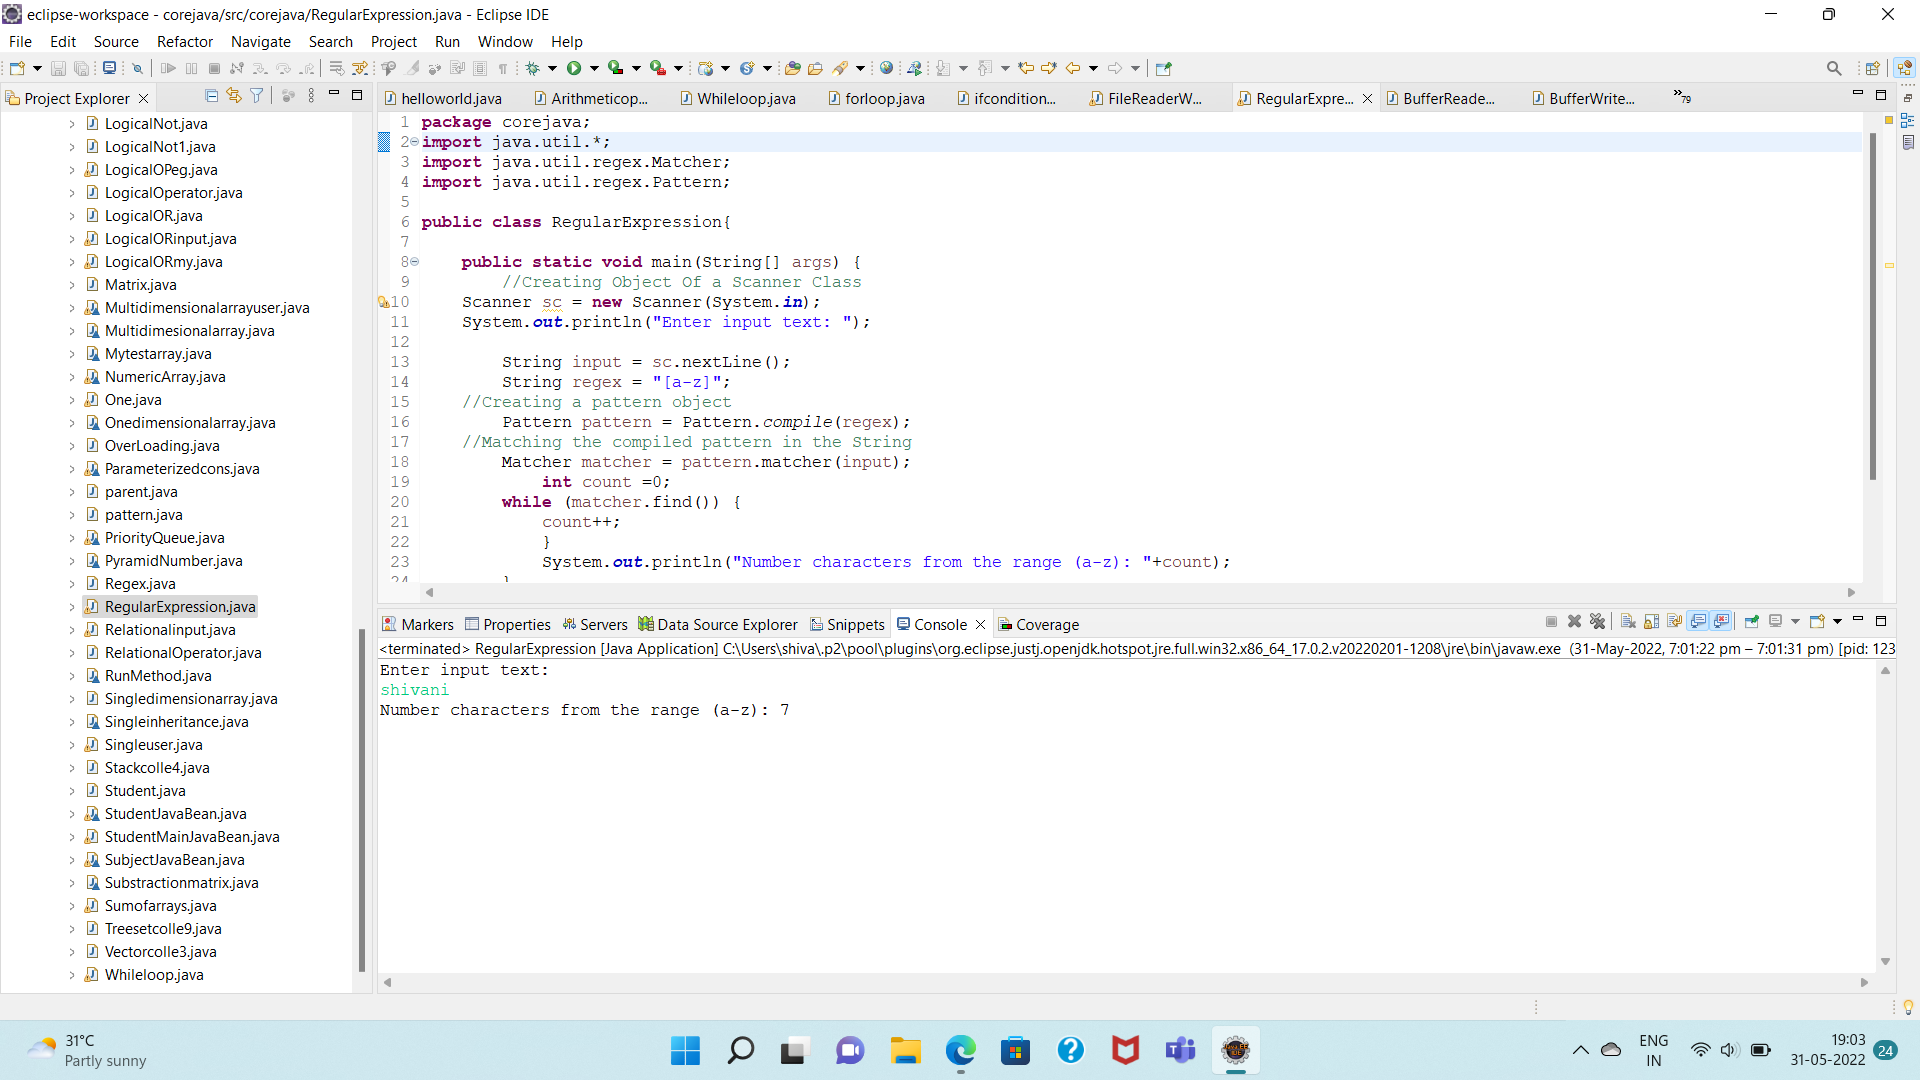 eclipse-workspace - corejava/src/corejava/RegularExpression.java - Eclipse IDE
File Edit Source Refactor Navigate Search Project Run Window Help
Project Explorer
helloworld.java Arithmeticop... Whileloop.java forloop.java ifcondition... FileReaderW... RegularExpre... BufferReade... BufferWrite... »79
LogicalNot.java
LogicalNot1.java
LogicalOPeg.java
LogicalOperator.java
LogicalOR.java
LogicalORinput.java
LogicalORmy.java
Matrix.java
Multidimensionalarrayuser.java
Multidimesionalarray.java
Mytestarray.java
NumericArray.java
One.java
Onedimensionalarray.java
OverLoading.java
Parameterizedcons.java
parent.java
pattern.java
PriorityQueue.java
PyramidNumber.java
Regex.java
RegularExpression.java
Relationalinput.java
RelationalOperator.java
RunMethod.java
Singledimensionarray.java
Singleinheritance.java
Singleuser.java
Stackcolle4.java
Student.java
StudentJavaBean.java
StudentMainJavaBean.java
SubjectJavaBean.java
Substractionmatrix.java
Sumofarrays.java
Treesetcolle9.java
Vectorcolle3.java
Whileloop.java
1 package corejava;
2 import java.util.*;
3 import java.util.regex.Matcher;
4 import java.util.regex.Pattern;
5
6 public class RegularExpression{
7
8 public static void main(String[] args) {
9 //Creating Object Of a Scanner Class
10 Scanner sc = new Scanner(System.in);
11 System.out.println("Enter input text: ");
12
13 String input = sc.nextLine();
14 String regex = "[a-z]";
15 //Creating a pattern object
16 Pattern pattern = Pattern.compile(regex);
17 //Matching the compiled pattern in the String
18 Matcher matcher = pattern.matcher(input);
19 int count =0;
20 while (matcher.find()) {
21 count++;
22 }
23 System.out.println("Number characters from the range (a-z): "+count);
24 }
Markers Properties Servers Data Source Explorer Snippets Console Coverage
<terminated> RegularExpression [Java Application] C:\Users\shiva\.p2\pool\plugins\org.eclipse.justj.openjdk.hotspot.jre.full.win32.x86_64_17.0.2.v20220201-1208\jre\bin\javaw.exe (31-May-2022, 7:01:22 pm – 7:01:31 pm) [pid: 123
Enter input text:
shivani
Number characters from the range (a-z): 7
31°C
Partly sunny
ENG
IN
19:03
31-05-2022
24